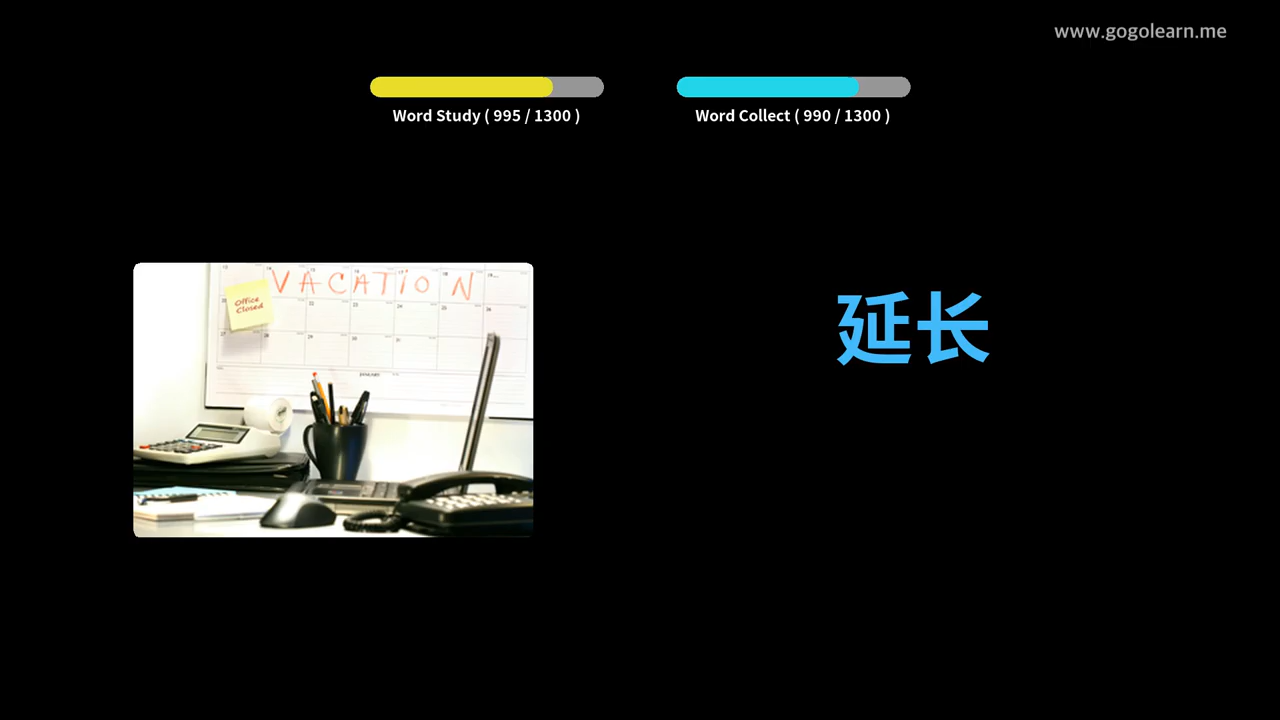 www.gogolearn.me
Word Study ( 995 / 1300 )
Word Collect ( 990 / 1300 )
VACATION
Office
Closed
延长